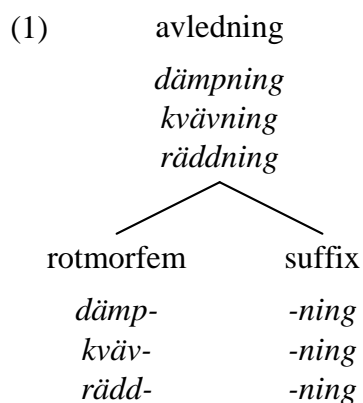 (1) avledning
dämpning
kvävning
räddning
rotmorfem suffix
dämp- -ning
kväv- -ning
rädd- -ning